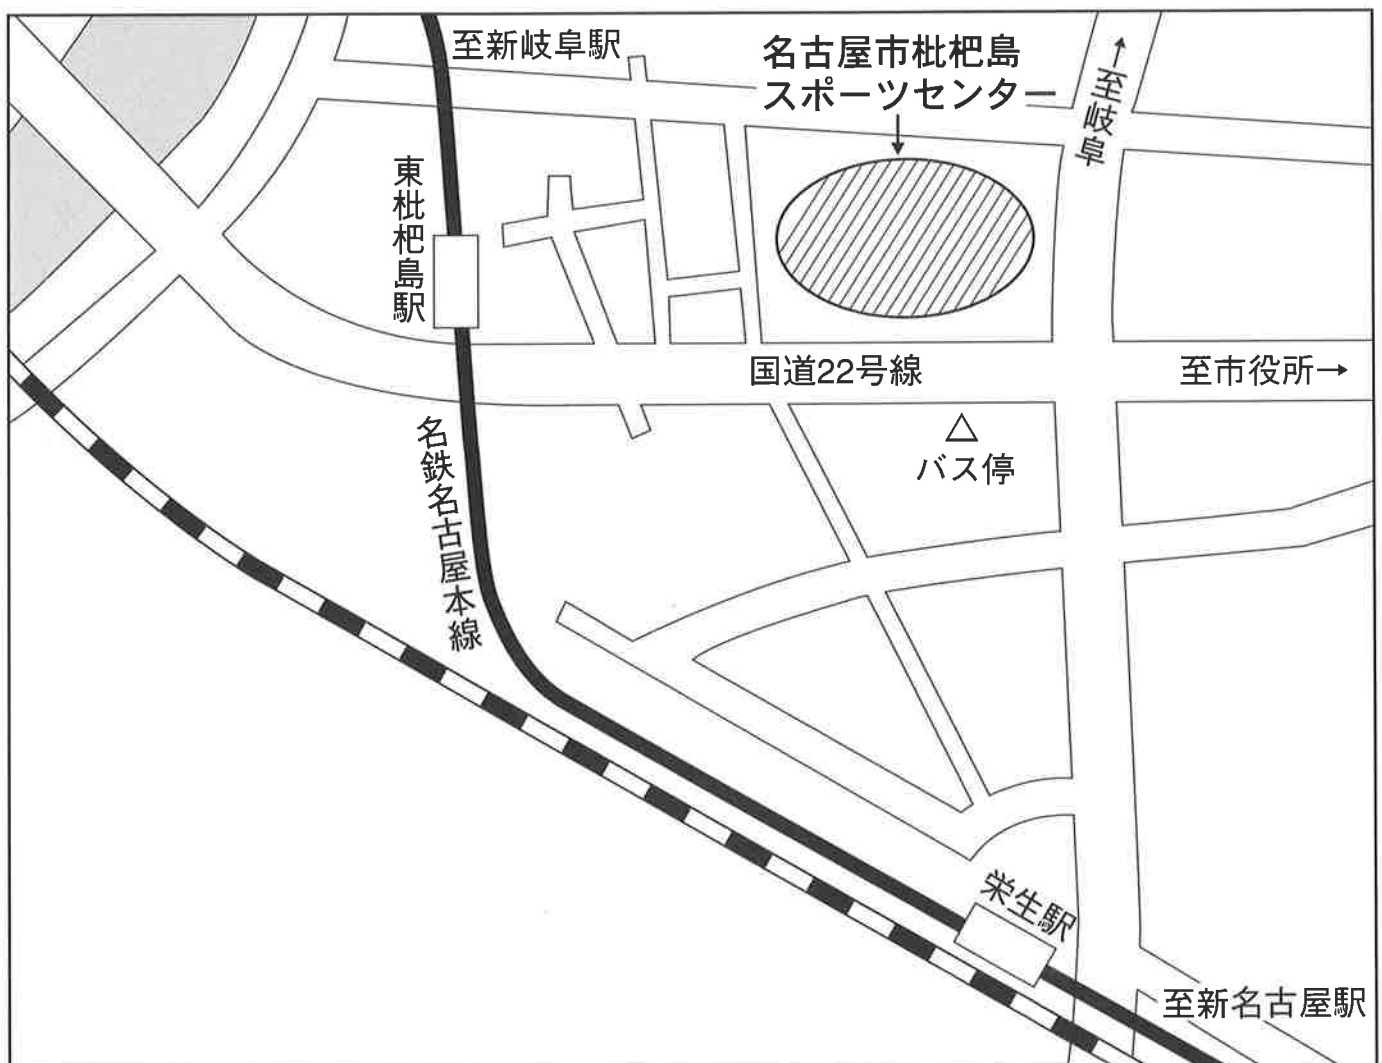 至新岐阜駅
名古屋市枇杷島
スポーツセンター
↑至岐阜
東枇杷島駅
国道22号線
至市役所→
バス停
名鉄名古屋本線
栄生駅
至新名古屋駅